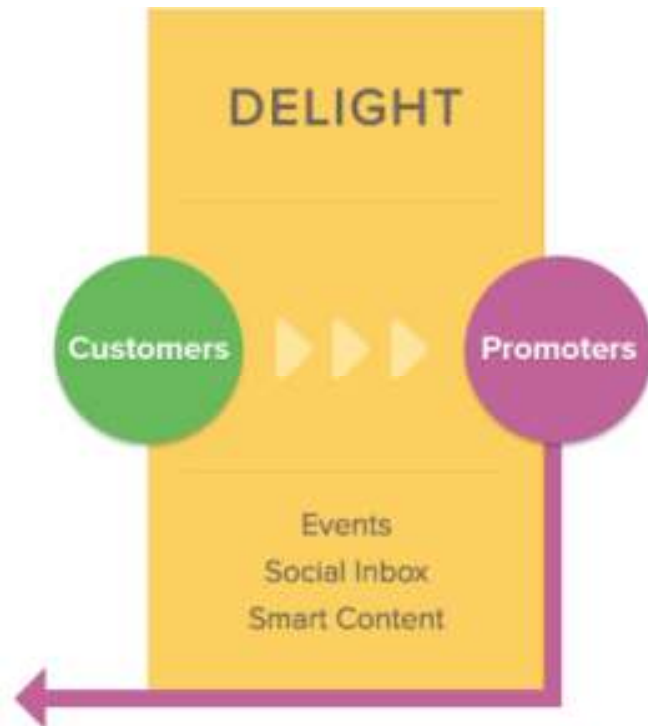 DELIGHT
Customers
Promoters
Events
Social Inbox
Smart Content